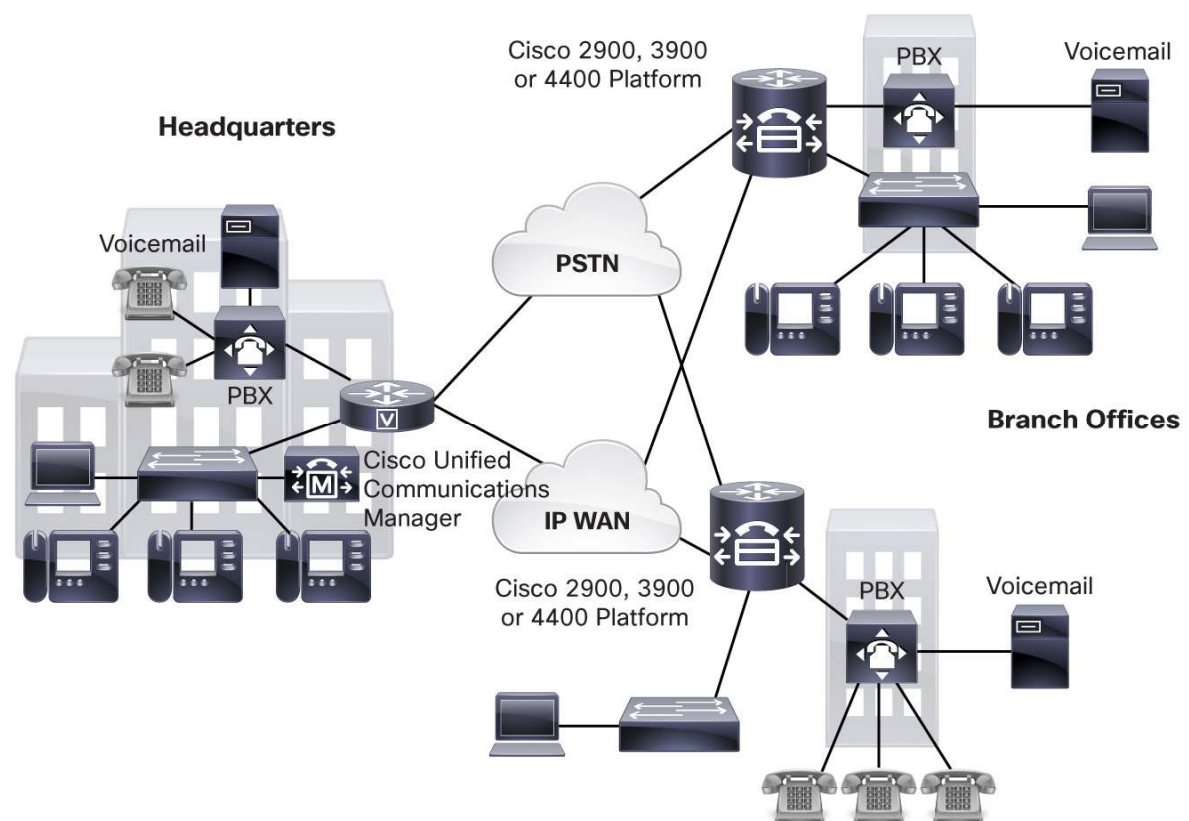 Cisco 2900, 3900
or 4400 Platform
PBX
Voicemail
Headquarters
Voicemail
PSTN
PBX
Branch Offices
Cisco Unified
Communications
Manager
M
V
IP WAN
Cisco 2900, 3900
or 4400 Platform
PBX
Voicemail